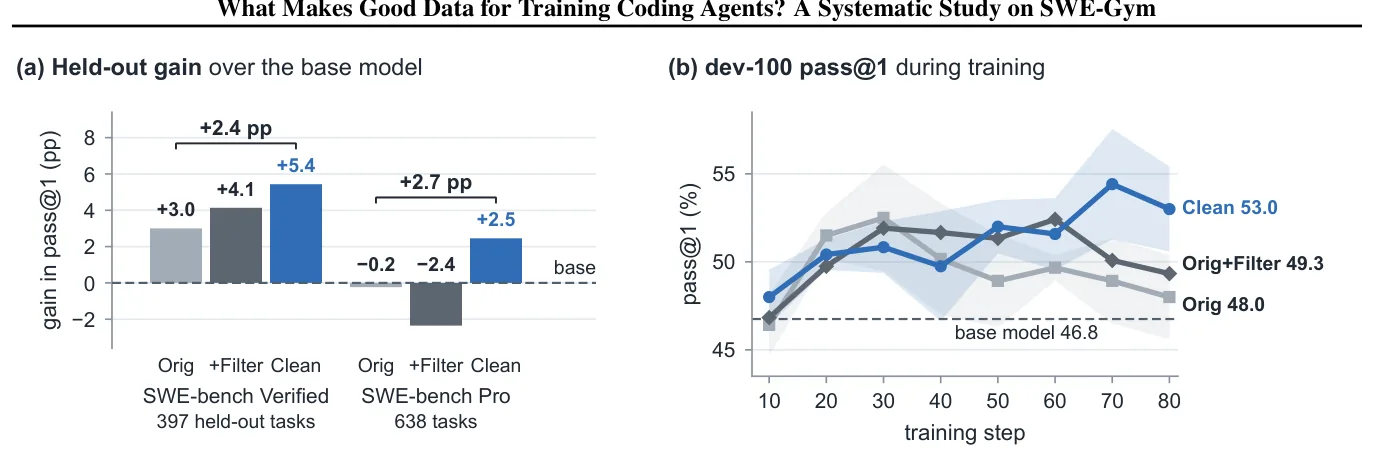 What Makes Good Data for Training Coding Agents? A Systematic Study on SWE-Gym
(a) Held-out gain over the base model
gain in pass@1 (pp)
8
6
4
2
0
−2
+2.4 pp
+3.0
+4.1
+5.4
+2.7 pp
−0.2
−2.4
+2.5
base
Orig +Filter Clean
Orig +Filter Clean
SWE-bench Verified
397 held-out tasks
SWE-bench Pro
638 tasks
(b) dev-100 pass@1 during training
pass@1 (%)
55
50
45
Clean 53.0
Orig+Filter 49.3
Orig 48.0
base model 46.8
10 20 30 40 50 60 70 80
training step